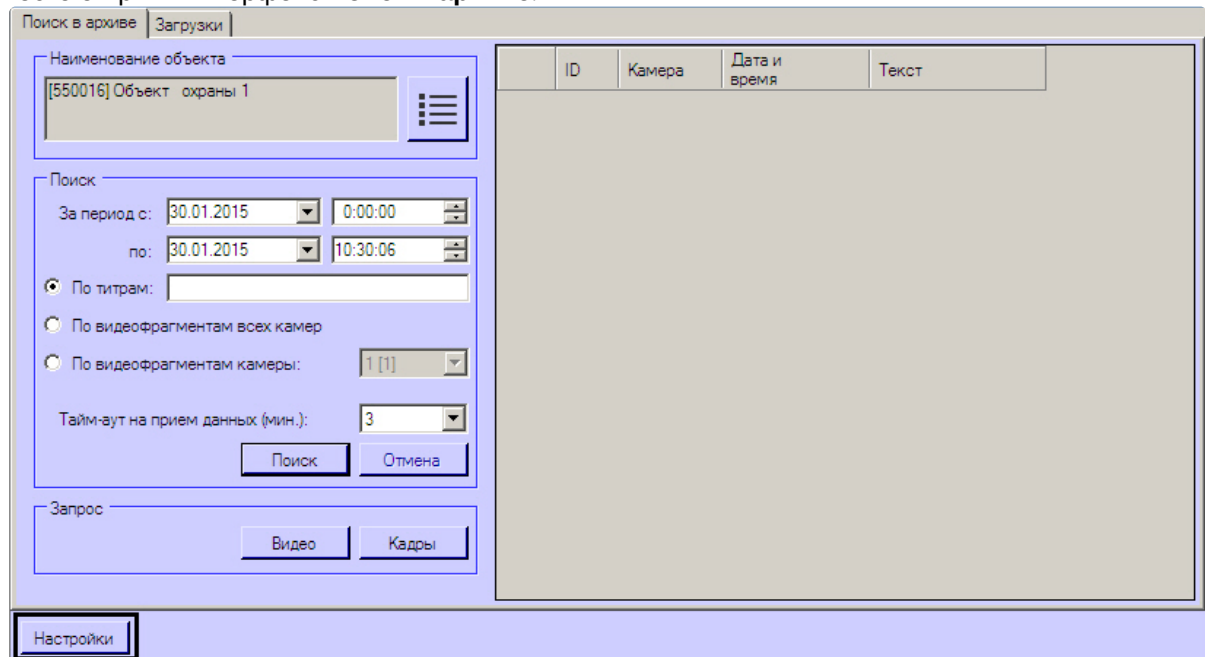 Поиск в архиве
Загрузки
Наименование объекта
[550016] Объект охраны 1
Поиск
За период с: 30.01.2015 0:00:00
по: 30.01.2015 10:30:06
По титрам:
По видеофрагментам всех камер
По видеофрагментам камеры: 1 [1]
Тайм-аут на прием данных (мин.): 3
Поиск Отмена
Запрос
Видео Кадры
ID Камера Дата и время Текст
Настройки